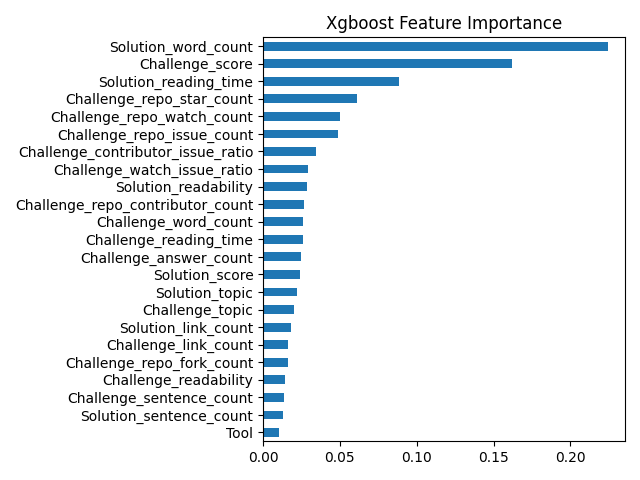 Xgboost Feature Importance
Solution_word_count
Challenge_score
Solution_reading_time
Challenge_repo_star_count
Challenge_repo_watch_count
Challenge_repo_issue_count
Challenge_contributor_issue_ratio
Challenge_watch_issue_ratio
Solution_readability
Challenge_repo_contributor_count
Challenge_word_count
Challenge_reading_time
Challenge_answer_count
Solution_score
Solution_topic
Challenge_topic
Solution_link_count
Challenge_link_count
Challenge_repo_fork_count
Challenge_readability
Challenge_sentence_count
Solution_sentence_count
Tool
0.00 0.05 0.10 0.15 0.20